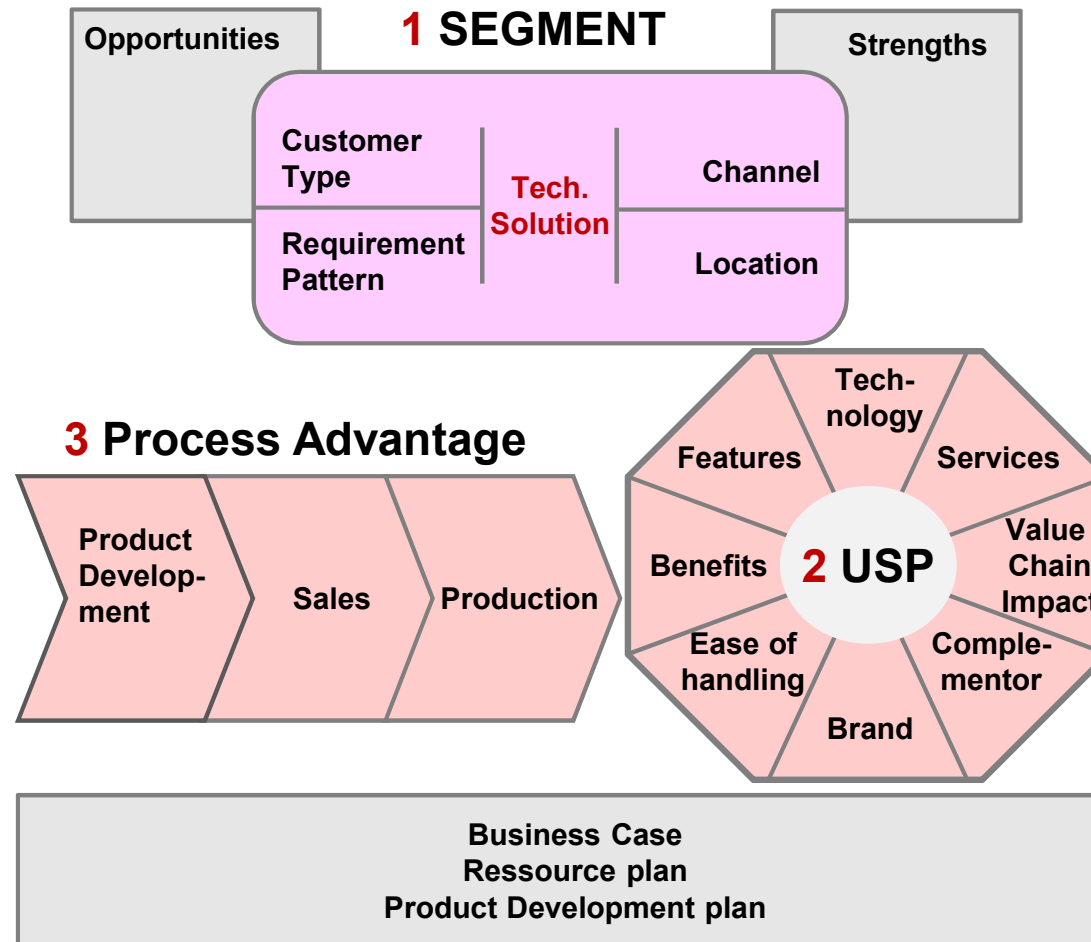 Opportunities
1 SEGMENT
Strengths
Customer
Type
Tech.
Solution
Channel
Requirement
Pattern
Location
3 Process Advantage
Product
Develop-
ment
Sales
Production
Tech-
nology
Features
Services
Benefits
2 USP
Value
Chain
Impact
Ease of
handling
Comple-
mentor
Brand
Business Case
Ressource plan
Product Development plan